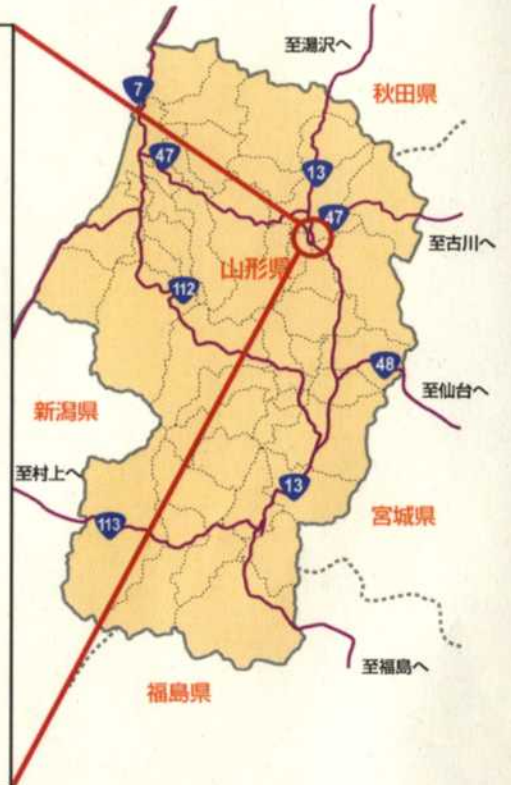 至湯沢へ
秋田県
7
47
13
47
至古川へ
山形県
112
48
至仙台へ
新潟県
至村上へ
13
宮城県
113
至福島へ
福島県